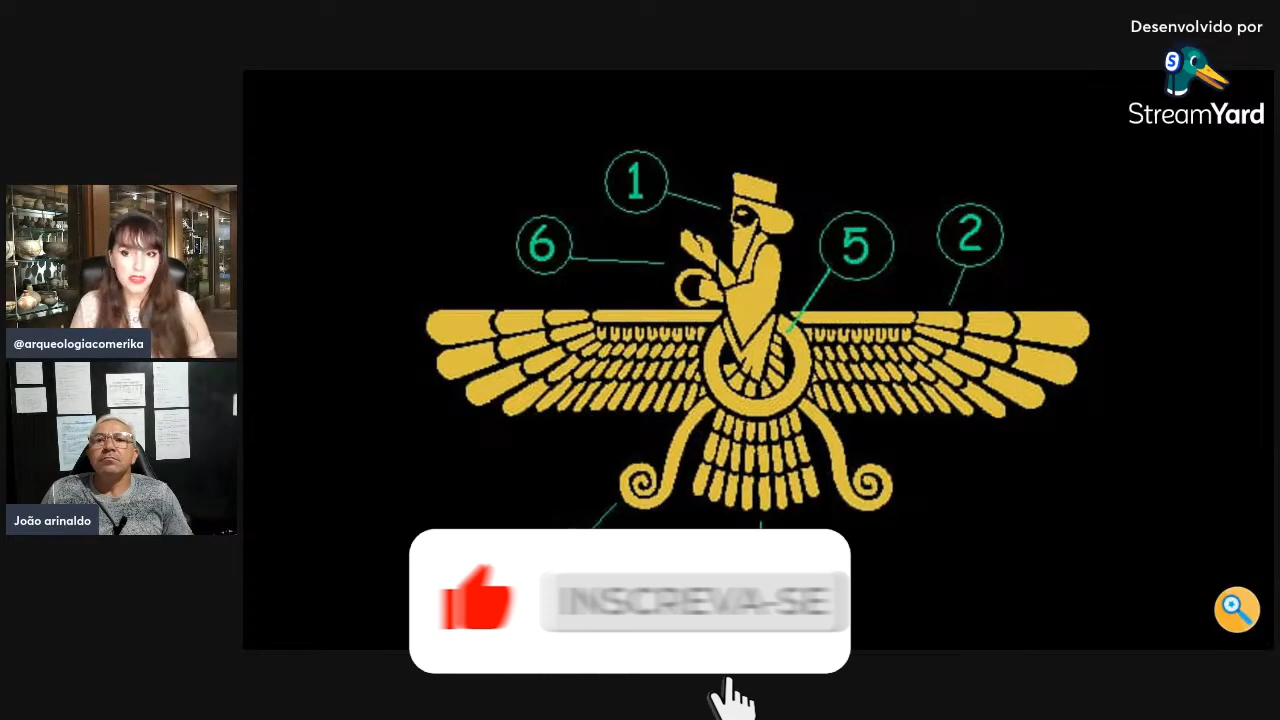 Desenvolvido por
StreamYard
1
6
5
2
@arqueologiacomerika
João arinaldo
INSCREVA-SE